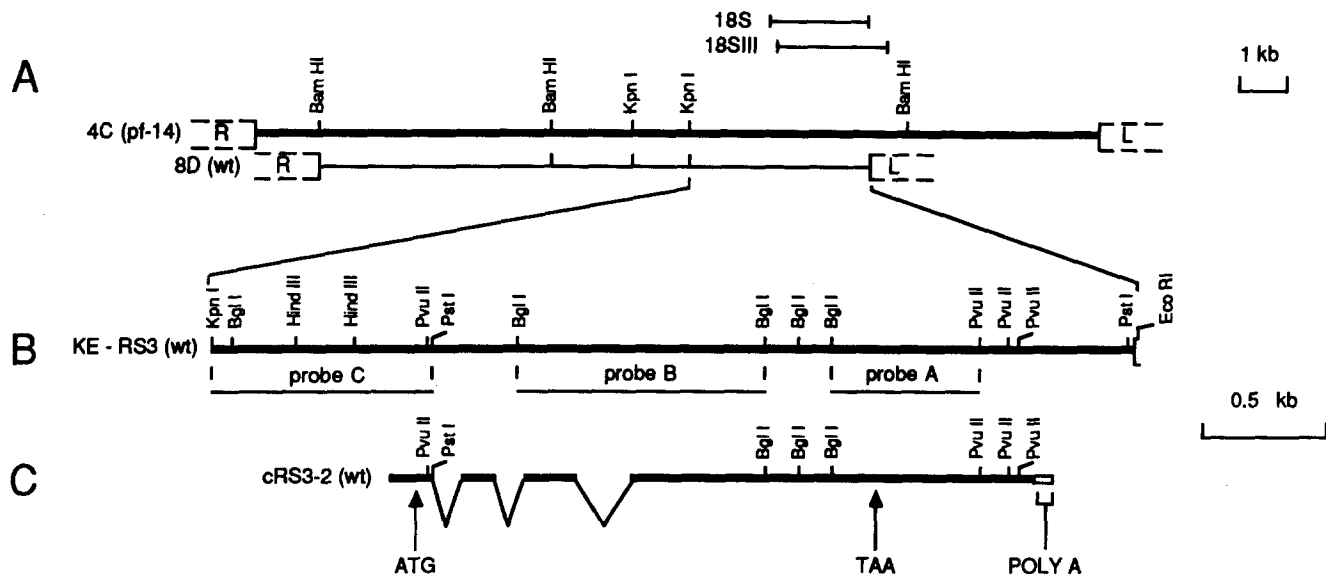 18S
18SIII
1 kb
A
Bam HI
Bam HI
Kpn I
Kpn I
Bam HI
4C (pf-14)
R
L
8D (wt)
R
L
Kpn I
Bgl I
Hind III
Hind III
Pvu II
Pst I
Bgl I
Bgl I
Bgl I
Bgl I
Pvu II
Pvu II
Pvu II
Pst I
Eco RI
B
KE - RS3 (wt)
probe C
probe B
probe A
0.5 kb
Pvu II
Pst I
Bgl I
Bgl I
Bgl I
Pvu II
Pvu II
Pvu II
C
cRS3-2 (wt)
ATG
TAA
POLY A